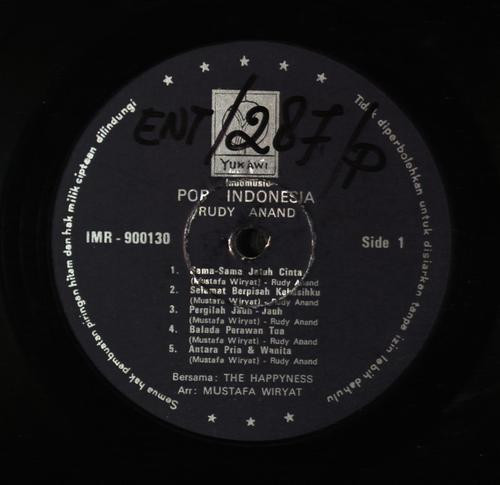 Semua hak pembuatan piringan hitam dan hak milik ciptaan dilindungi
Tidak diperbolehkan untuk disiarkan tanpa izin lebih dahulu
ENT/287/P
YUKAWI
Indomusic
POP INDONESIA
RUDY ANAND
IMR - 900130
Side 1
1. Sama-Sama Jatuh Cinta
(Mustafa Wiryat) - Rudy Anand
2. Selamat Berpisah Kekasihku
(Mustafa Wiryat) - Rudy Anand
3. Pergilah Jauh - Jauh
(Mustafa Wiryat) - Rudy Anand
4. Balada Perawan Tua
(Mustafa Wiryat) - Rudy Anand
5. Antara Pria & Wanita
(Mustafa Wiryat) - Rudy Anand
Bersama : THE HAPPYNESS
Arr : MUSTAFA WIRYAT